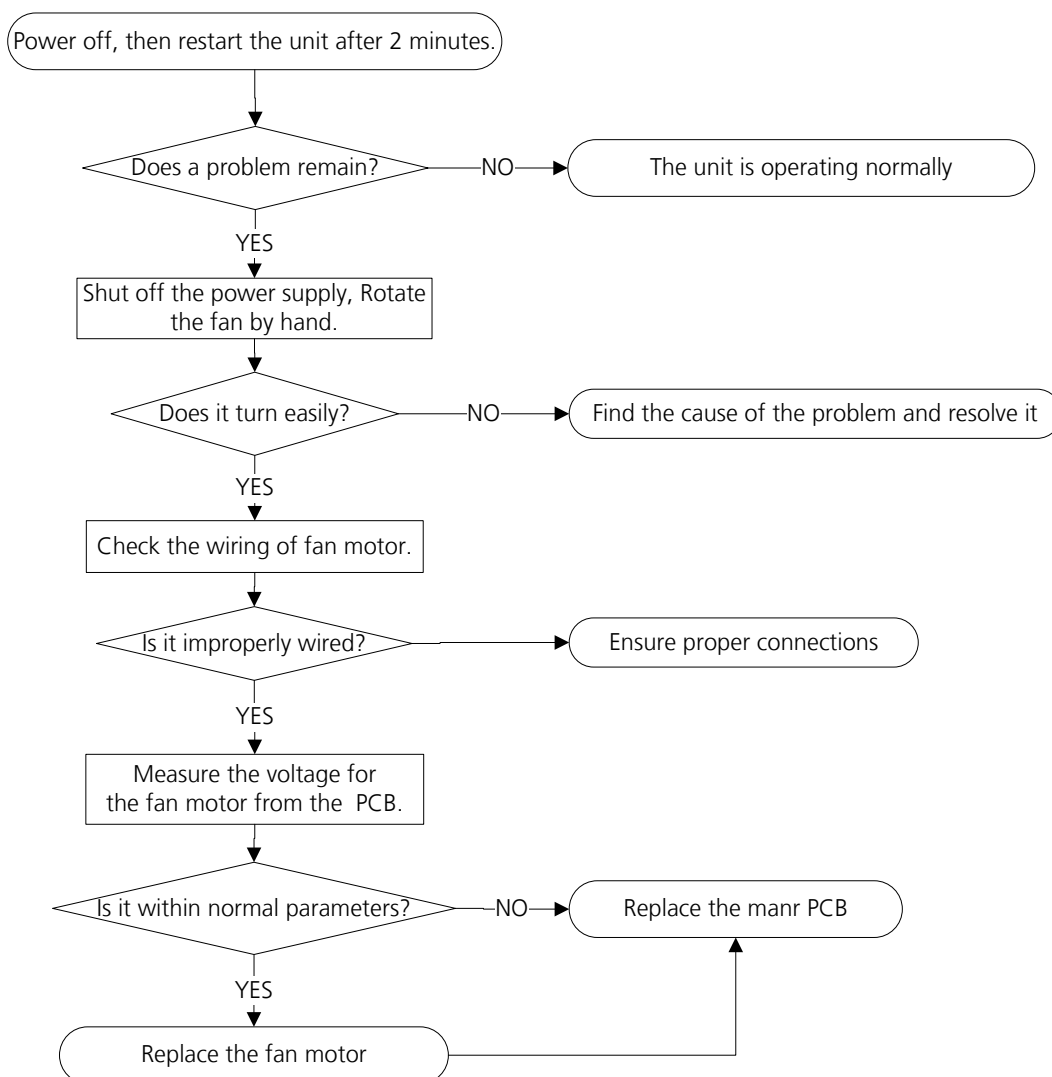 Power off, then restart the unit after 2 minutes.
Does a problem remain?
NO
The unit is operating normally
YES
Shut off the power supply, Rotate
the fan by hand.
Does it turn easily?
NO
Find the cause of the problem and resolve it
YES
Check the wiring of fan motor.
Is it improperly wired?
Ensure proper connections
YES
Measure the voltage for
the fan motor from the PCB.
Is it within normal parameters?
NO
Replace the manr PCB
YES
Replace the fan motor